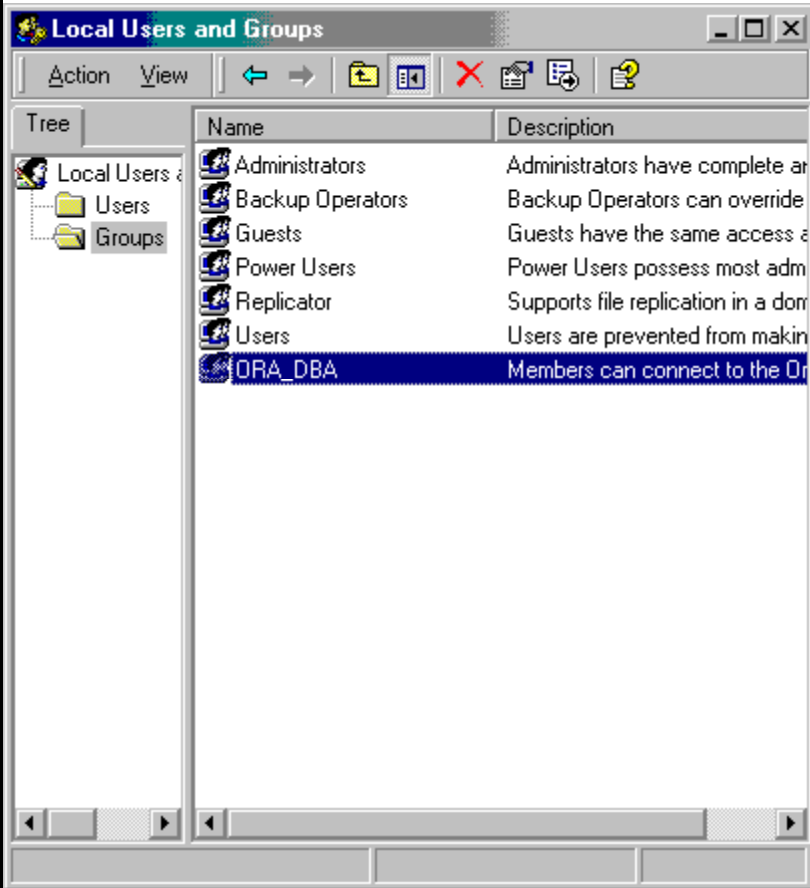 Local Users and Groups
Action View
Tree
Name Description
Local Users
Users
Groups
Administrators Administrators have complete
Backup Operators Backup Operators can override
Guests Guests have the same access
Power Users Power Users possess most adm
Replicator Supports file replication in a
Users Users are prevented from makin
ORA_DBA Members can connect to the Or